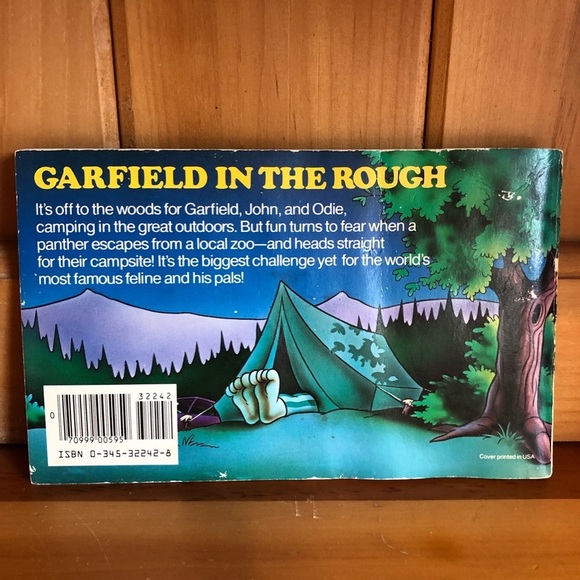 GARFIELD IN THE ROUGH
It's off to the woods for Garfield, John, and Odie,
camping in the great outdoors. But fun turns to fear when a
panther escapes from a local zoo—and heads straight
for their campsite! It's the biggest challenge yet for the world's
most famous feline and his pals!
32242
0
70999 00595
ISBN 0-345-32242-8
Cover printed in USA